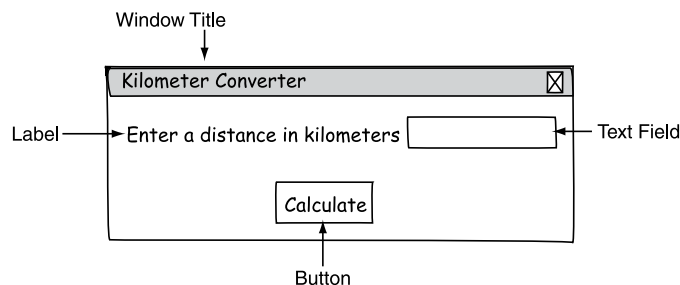 Window Title
Kilometer Converter
Label Enter a distance in kilometers Text Field
Calculate
Button